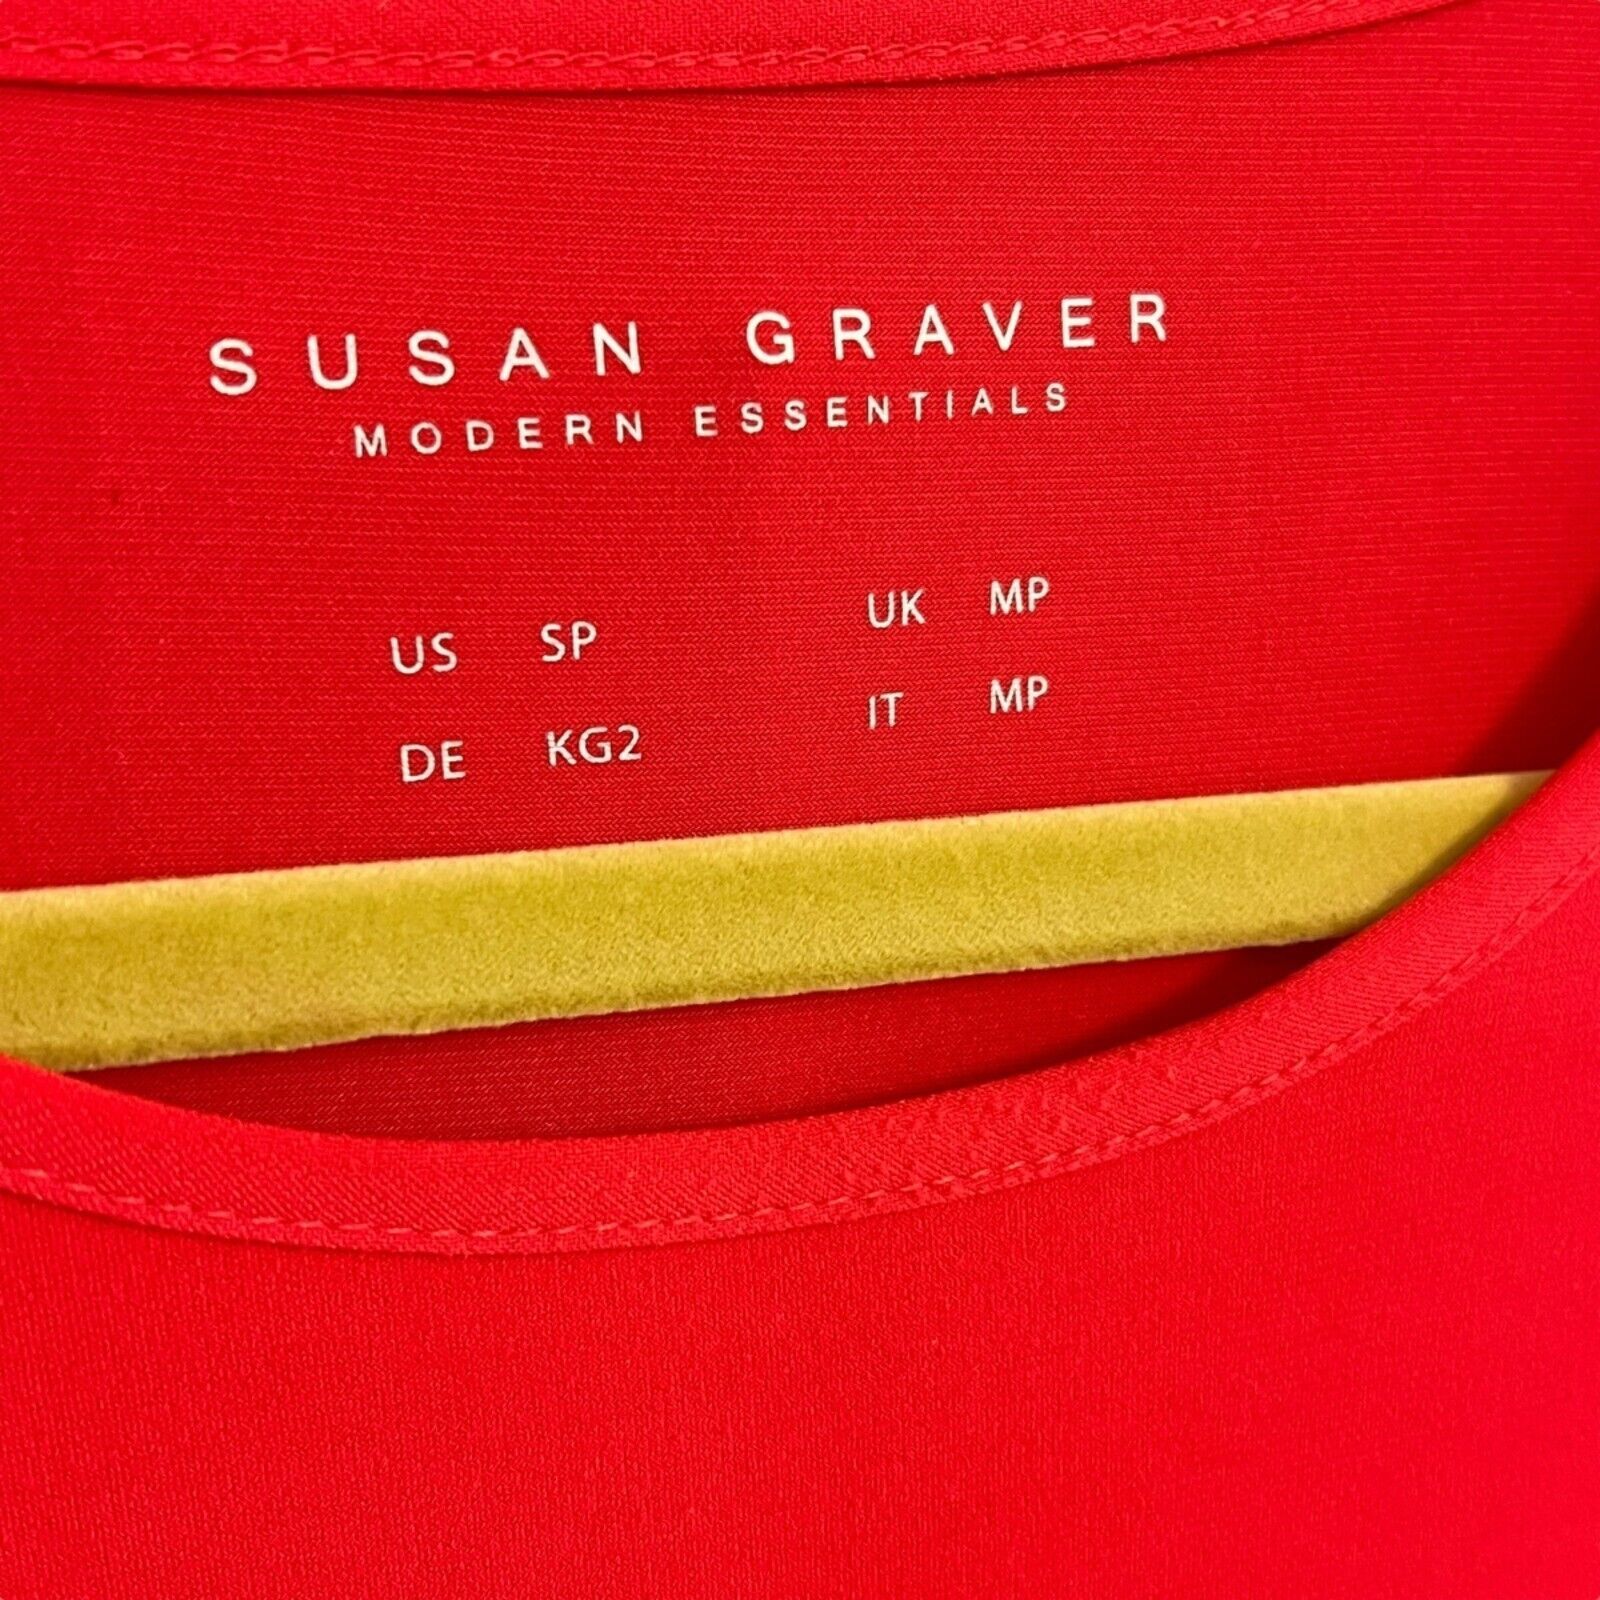 SUSAN GRAVER
MODERN ESSENTIALS
US SP UK MP
DE KG2 IT MP